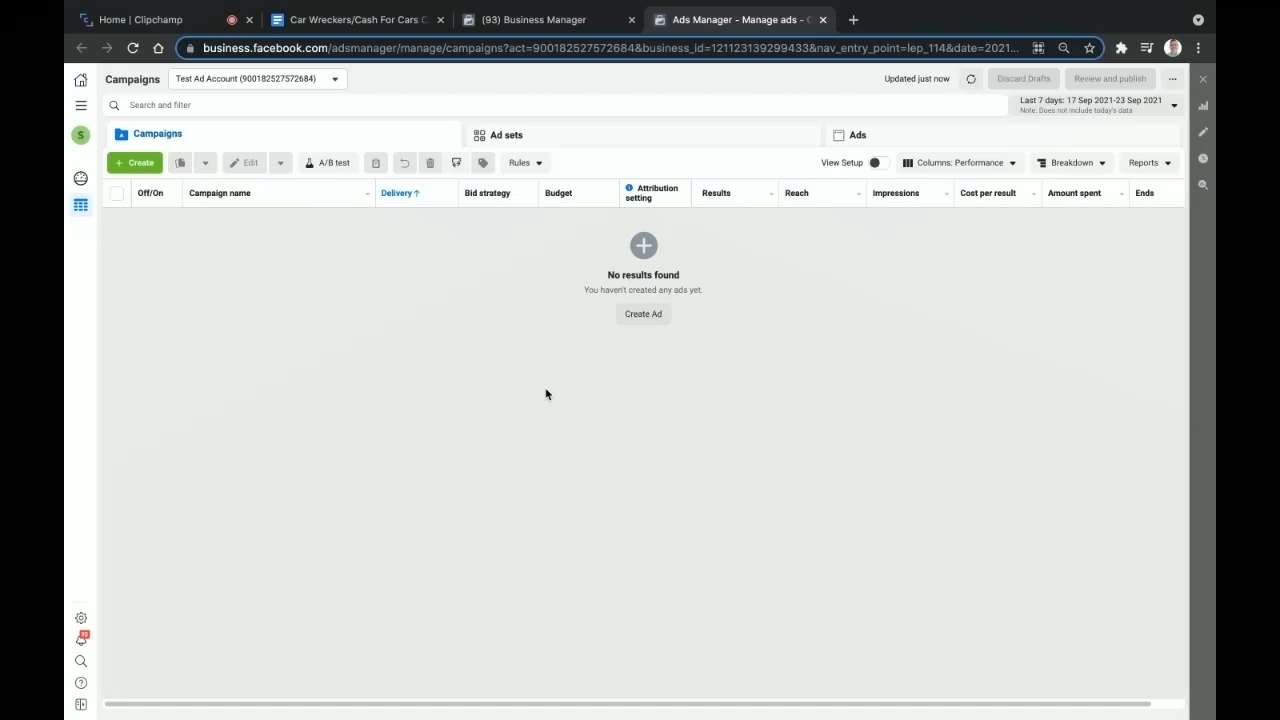 Home | Clipchamp
Car Wreckers/Cash For Cars C
(93) Business Manager
Ads Manager - Manage ads - C
business.facebook.com/adsmanager/manage/campaigns?act=900182527572684&business_id=121123139299433&nav_entry_point=lep_114&date=2021...
Campaigns
Test Ad Account (900182527572684)
Updated just now
Discard Drafts
Review and publish
Search and filter
Last 7 days: 17 Sep 2021-23 Sep 2021
Note: Does not include today's data
S
Campaigns
Ad sets
Ads
+ Create
Edit
A/B test
Rules
View Setup
Columns: Performance
Breakdown
Reports
Off/On
Campaign name
Delivery ↑
Bid strategy
Budget
Attribution
setting
Results
Reach
Impressions
Cost per result
Amount spent
Ends
No results found
You haven't created any ads yet.
Create Ad
93